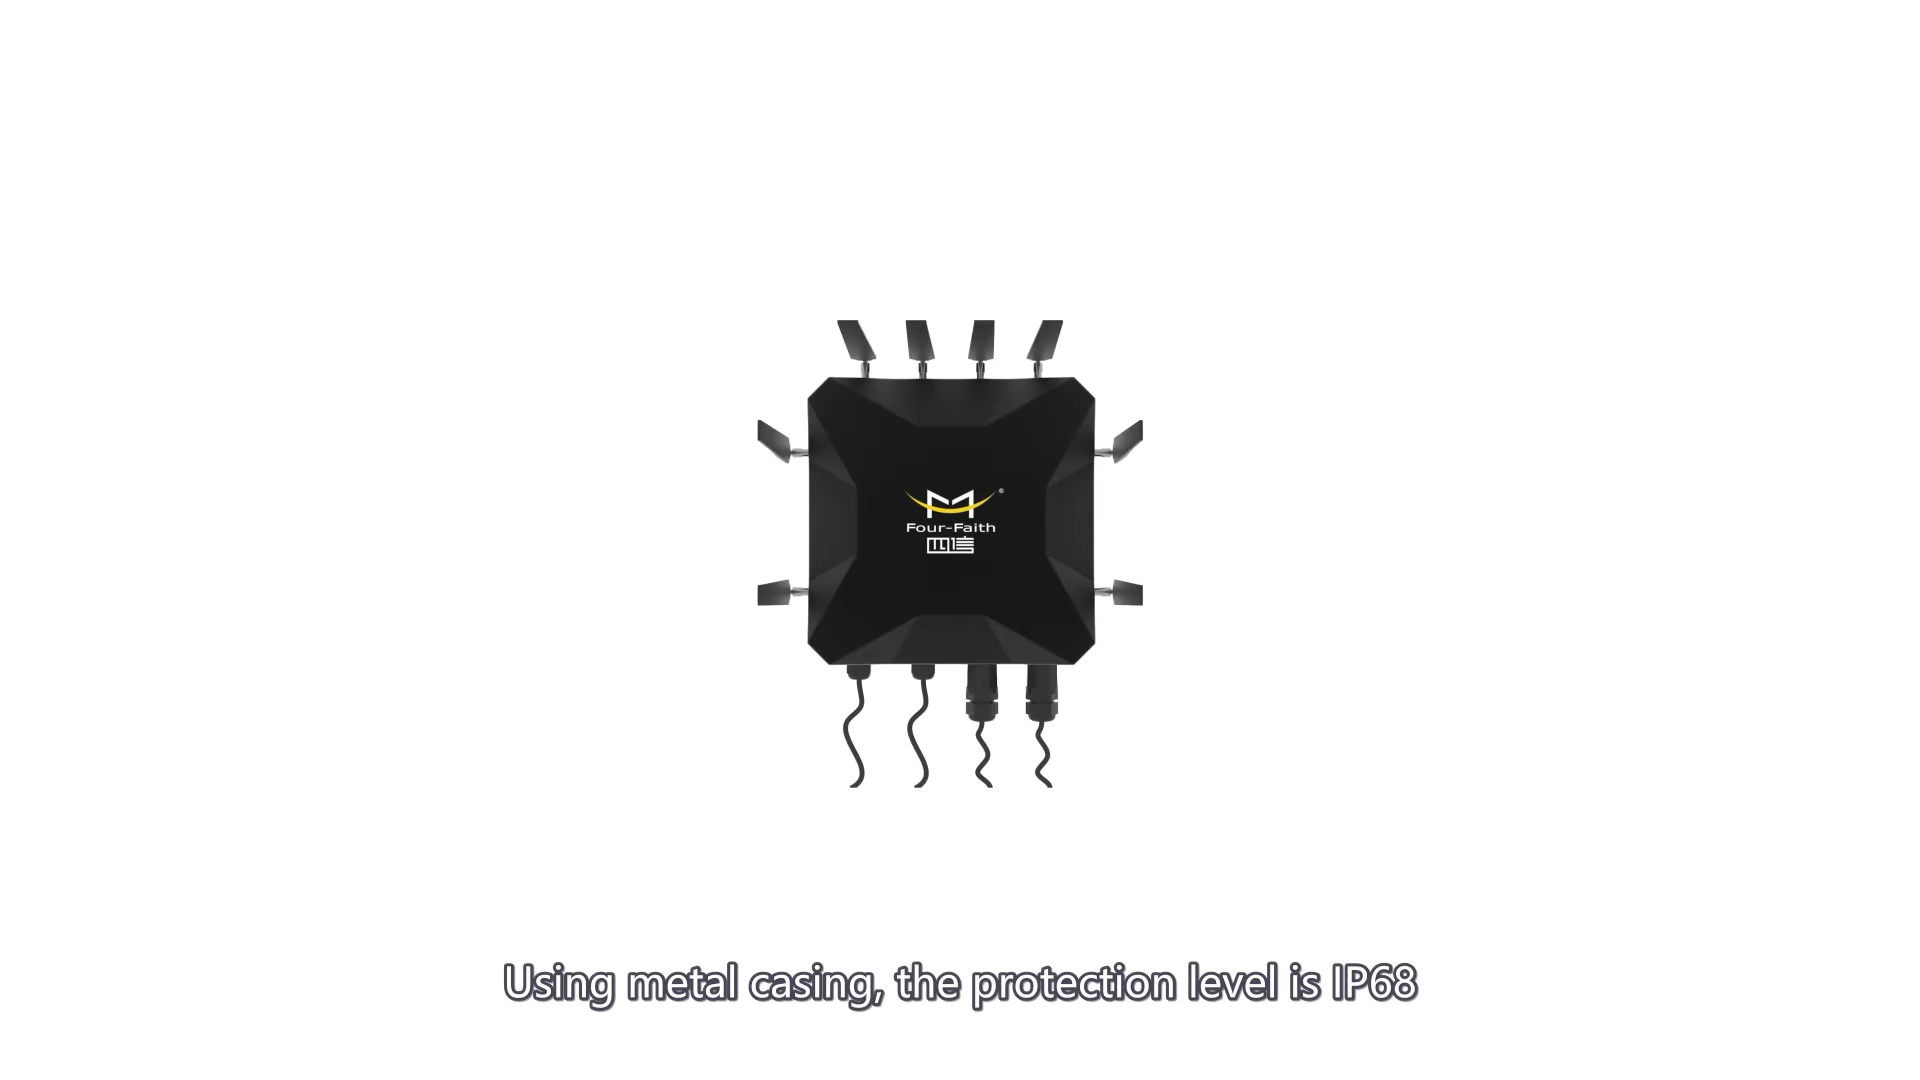 ®
Four-Faith
四信
Using metal casing, the protection level is IP68